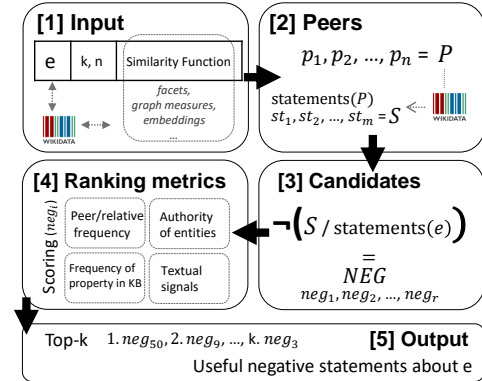 [1] Input
e k, n Similarity Function
facets,
graph measures,
embeddings
...
WIKIDATA
[2] Peers
p₁, p₂, ..., pₙ = P
statements(P)
st₁, st₂, ..., stₘ = S
WIKIDATA
[4] Ranking metrics
Scoring (negᵢ)
Peer/relative
frequency
Authority
of entities
Frequency of
property in KB
Textual
signals
[3] Candidates
¬(S / statements(e))
=
NEG
neg₁, neg₂, ..., negᵣ
Top-k 1. neg₅₀, 2. neg₉, ..., k. neg₃ [5] Output
Useful negative statements about e